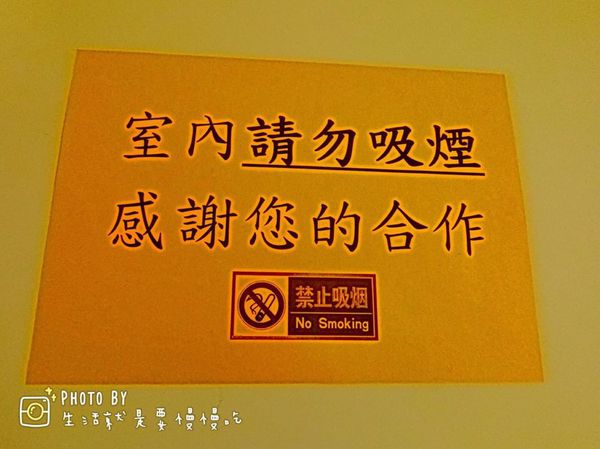 室內請勿吸煙
感謝您的合作
禁止吸烟
No Smoking
PHOTO BY
生活就是要慢慢吃